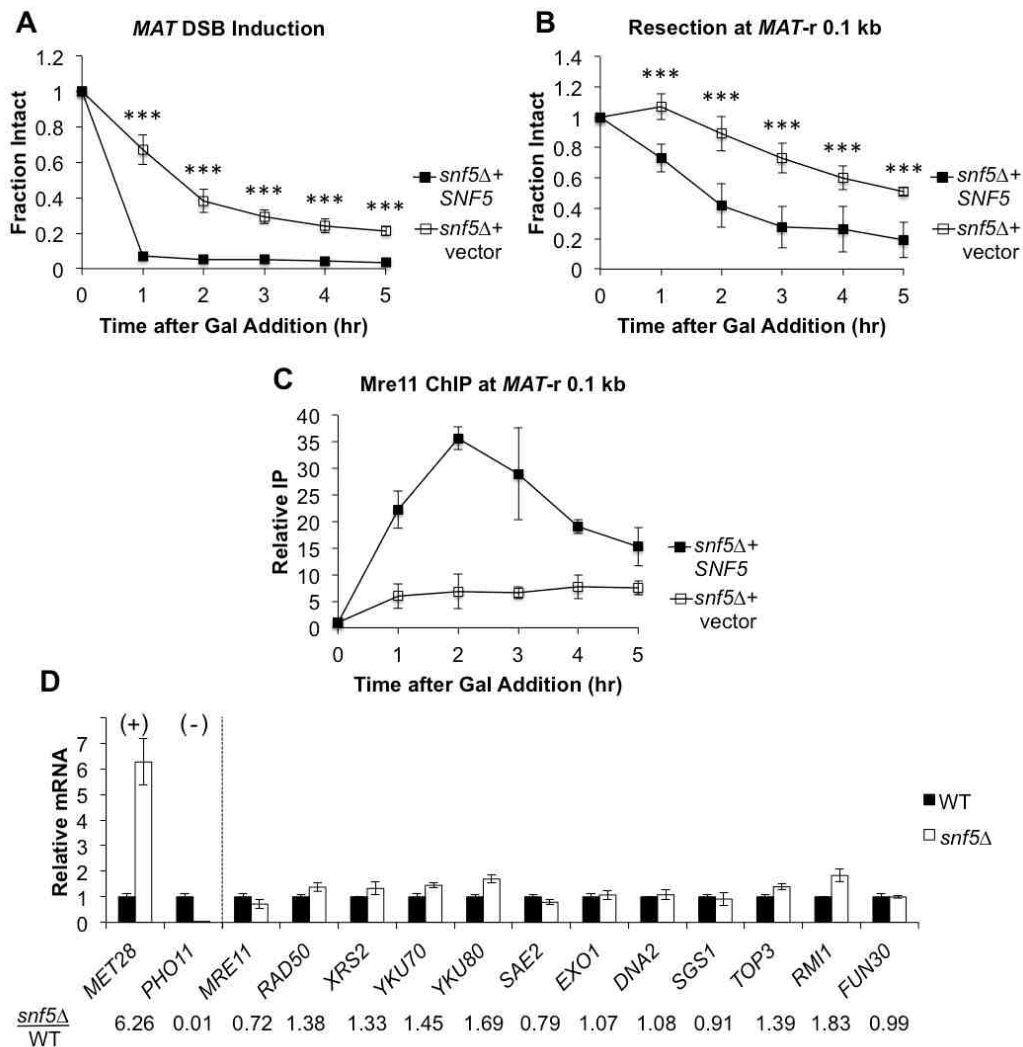 A
MAT DSB Induction
Fraction Intact
1.2
1
0.8
0.6
0.4
0.2
0
***
***
***
***
***
0 1 2 3 4 5
Time after Gal Addition (hr)
snf5Δ+
SNF5
snf5Δ+
vector
B
Resection at MAT-r 0.1 kb
Fraction Intact
1.4
1.2
1
0.8
0.6
0.4
0.2
0
***
***
***
***
***
0 1 2 3 4 5
Time after Gal Addition (hr)
snf5Δ+
SNF5
snf5Δ+
vector
C
Mre11 ChIP at MAT-r 0.1 kb
Relative IP
40
35
30
25
20
15
10
5
0
0 1 2 3 4 5
Time after Gal Addition (hr)
snf5Δ+
SNF5
snf5Δ+
vector
D
Relative mRNA
7
6
5
4
3
2
1
0
(+) (-)
WT
snf5Δ
MET28 PHO11 MRE11 RAD50 XRS2 YKU70 YKU80 SAE2 EXO1 DNA2 SGS1 TOP3 RMI1 FUN30
snf5Δ
WT
6.26 0.01 0.72 1.38 1.33 1.45 1.69 0.79 1.07 1.08 0.91 1.39 1.83 0.99